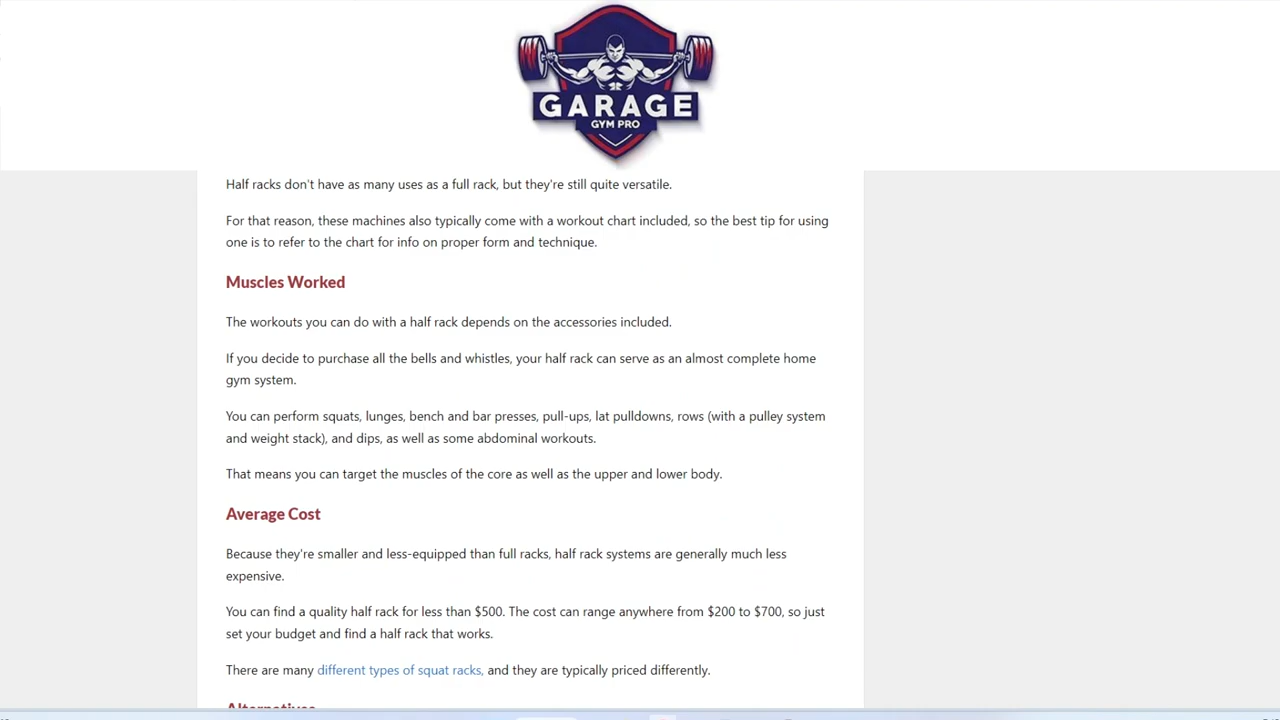 GARAGE
GYM PRO
Half racks don't have as many uses as a full rack, but they're still quite versatile.
For that reason, these machines also typically come with a workout chart included, so the best tip for using
one is to refer to the chart for info on proper form and technique.
Muscles Worked
The workouts you can do with a half rack depends on the accessories included.
If you decide to purchase all the bells and whistles, your half rack can serve as an almost complete home
gym system.
You can perform squats, lunges, bench and bar presses, pull-ups, lat pulldowns, rows (with a pulley system
and weight stack), and dips, as well as some abdominal workouts.
That means you can target the muscles of the core as well as the upper and lower body.
Average Cost
Because they're smaller and less-equipped than full racks, half rack systems are generally much less
expensive.
You can find a quality half rack for less than $500. The cost can range anywhere from $200 to $700, so just
set your budget and find a half rack that works.
There are many different types of squat racks, and they are typically priced differently.
Alternatives